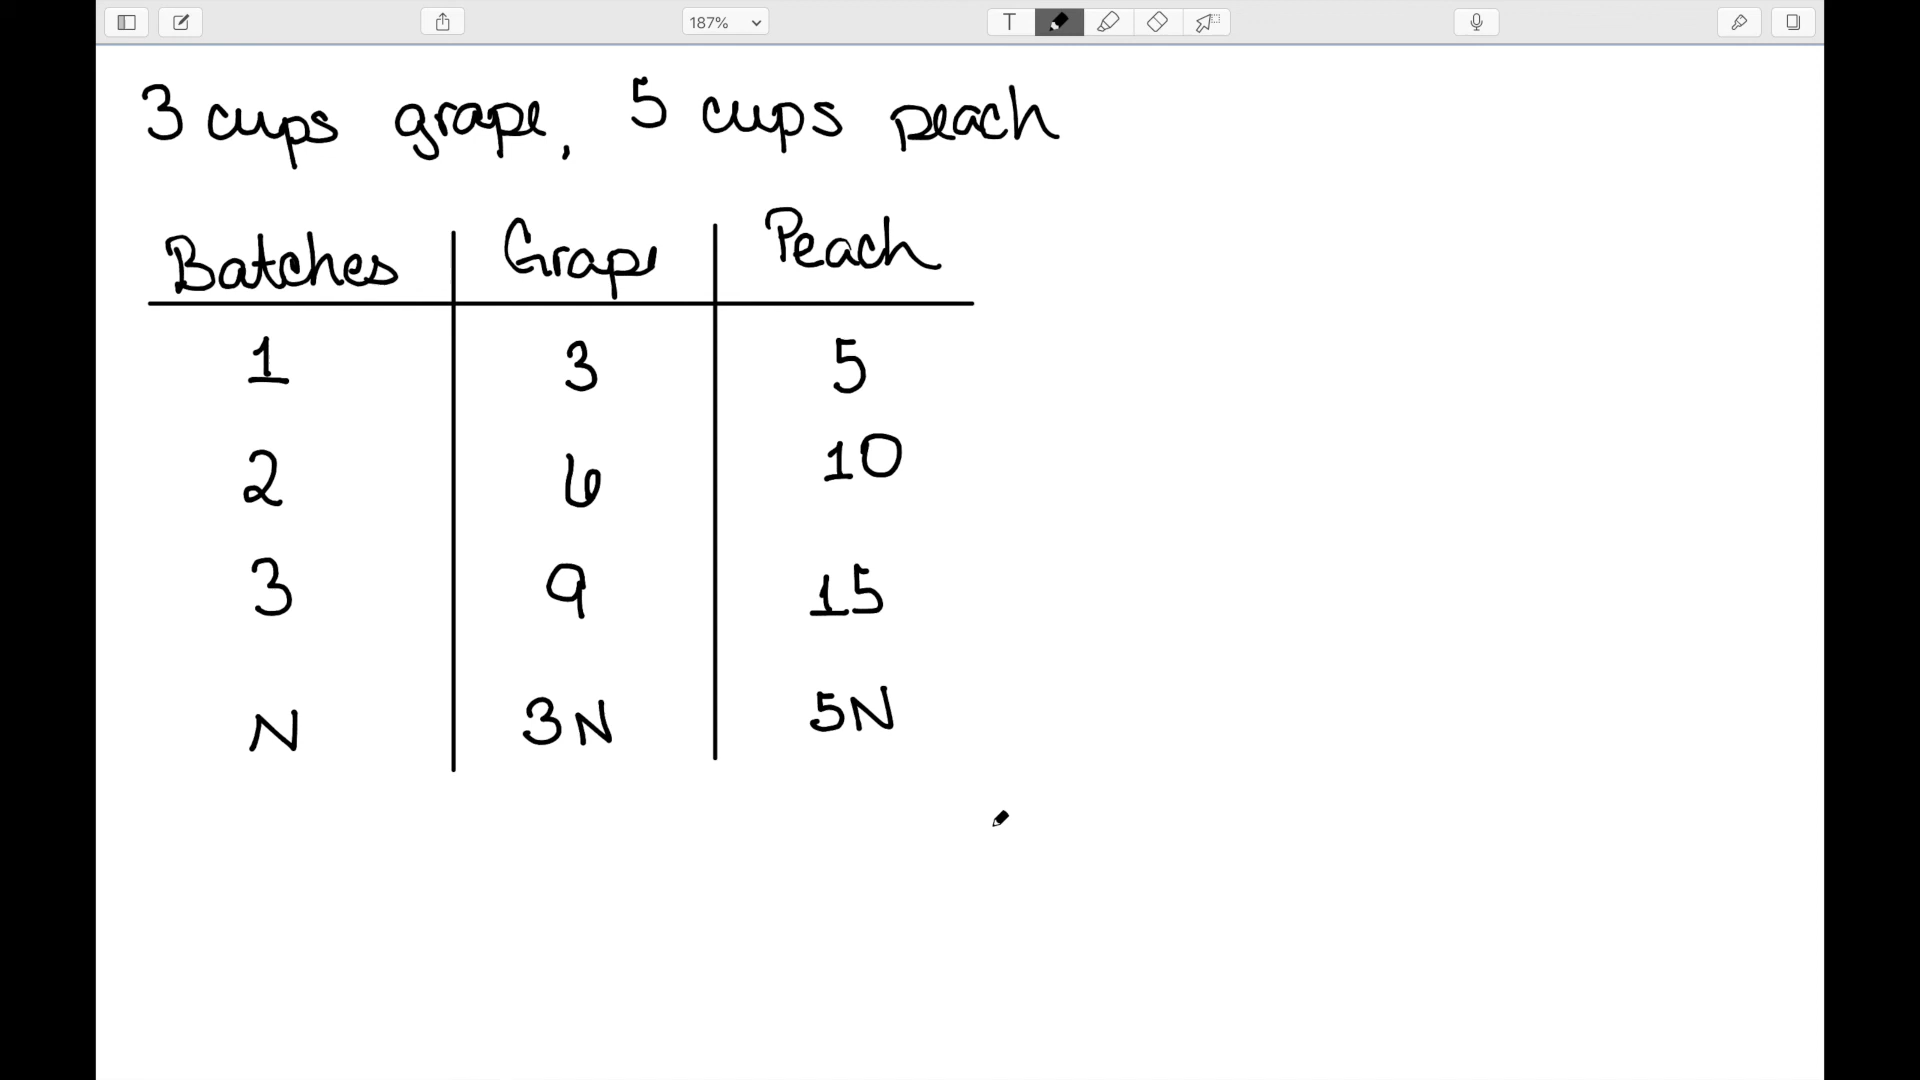 187%
T
3 cups grape, 5 cups peach
Batches Grape Peach
1 3 5
2 6 10
3 9 15
N 3N 5N